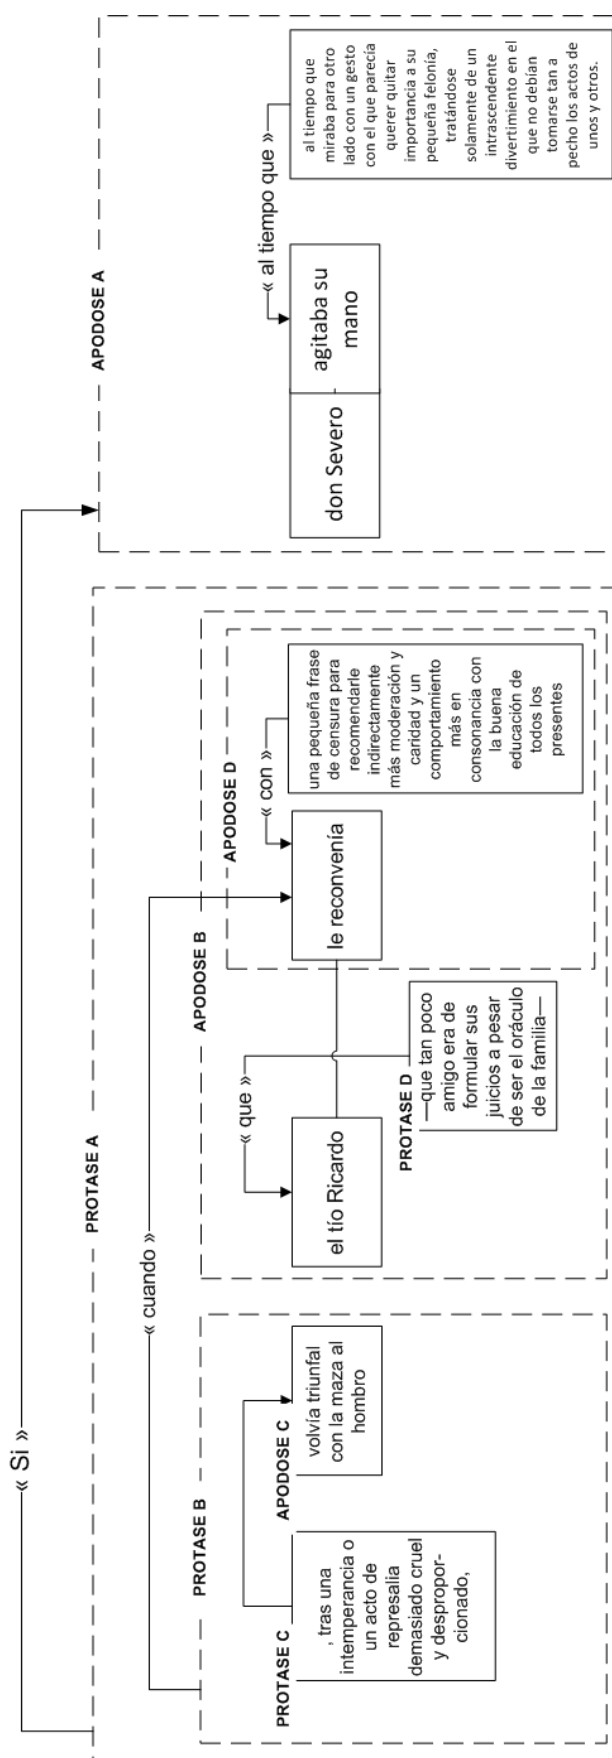 « Si »
PROTASE A
« cuando »
PROTASE B
PROTASE C
, tras una
intemperancia o
un acto de
represalia
demasiado cruel
y despropor-
cionado,
APODOSE C
volvía triunfal
con la maza al
hombro
APODOSE B
« que »
el tío Ricardo
PROTASE D
—que tan poco
amigo era de
formular sus
juicios a pesar
de ser el oráculo
de la familia—
APODOSE D
« con »
le reconvenía
una pequeña frase
de censura para
recomendarle
indirectamente
más moderación y
caridad y un
comportamiento
más en
consonancia con
la buena
educación de
todos los
presentes
APODOSE A
« al tiempo que »
don Severo
agitaba su
mano
al tiempo que
miraba para otro
lado con un gesto
con el que parecía
querer quitar
importancia a su
pequeña felonía,
tratándose
solamente de un
intrascendente
divertimiento en el
que no debían
tomarse tan a
pecho los actos de
unos y otros.